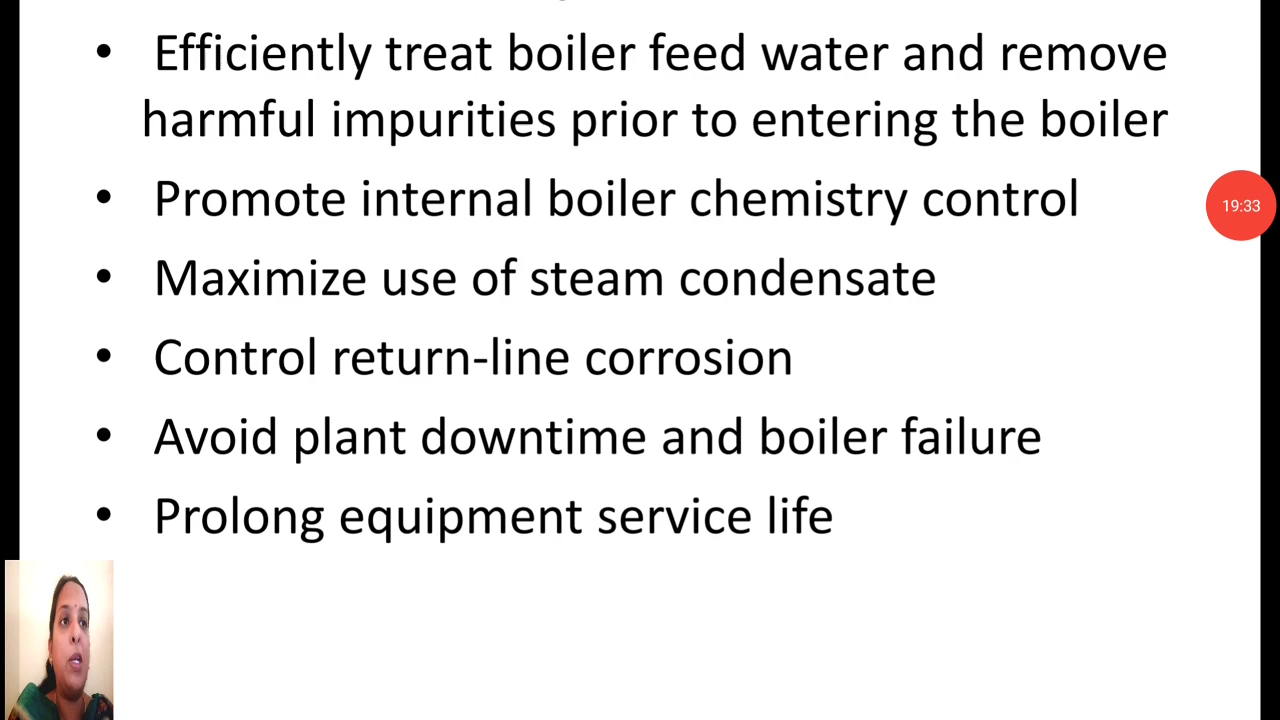 • Efficiently treat boiler feed water and remove
harmful impurities prior to entering the boiler
• Promote internal boiler chemistry control
• Maximize use of steam condensate
• Control return-line corrosion
• Avoid plant downtime and boiler failure
• Prolong equipment service life
19:33